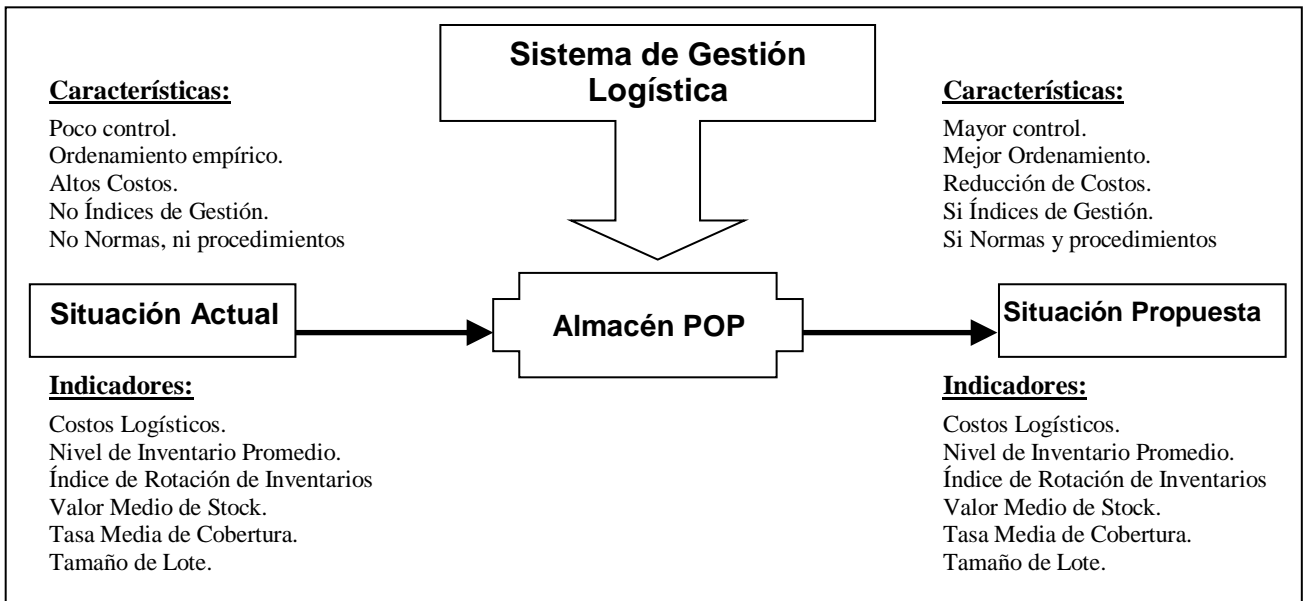 Sistema de Gestión
Logística
Características:
Poco control.
Ordenamiento empírico.
Altos Costos.
No Índices de Gestión.
No Normas, ni procedimientos
Características:
Mayor control.
Mejor Ordenamiento.
Reducción de Costos.
Si Índices de Gestión.
Si Normas y procedimientos
Situación Actual
Almacén POP
Situación Propuesta
Indicadores:
Costos Logísticos.
Nivel de Inventario Promedio.
Índice de Rotación de Inventarios
Valor Medio de Stock.
Tasa Media de Cobertura.
Tamaño de Lote.
Indicadores:
Costos Logísticos.
Nivel de Inventario Promedio.
Índice de Rotación de Inventarios
Valor Medio de Stock.
Tasa Media de Cobertura.
Tamaño de Lote.